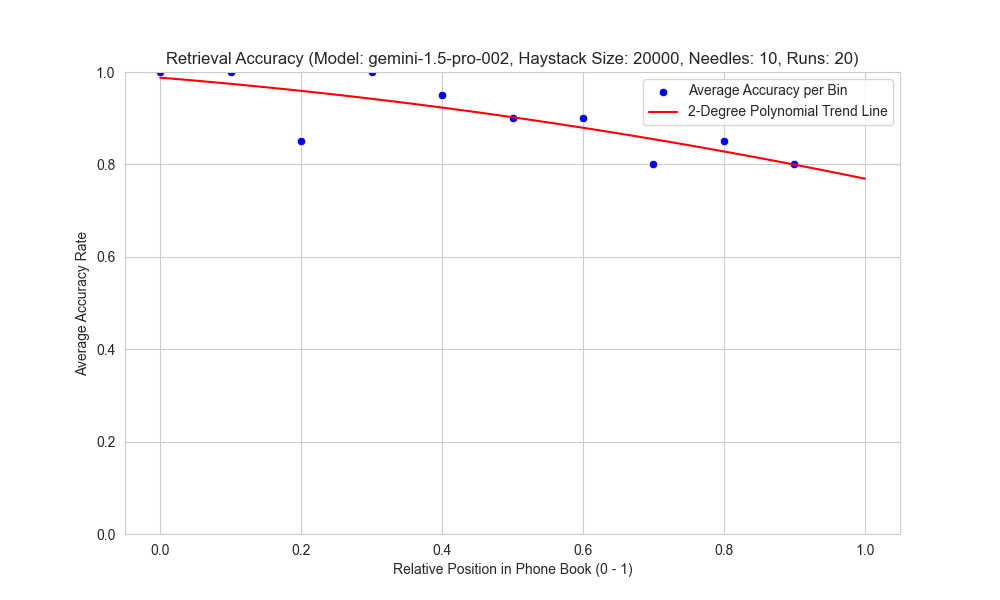 Retrieval Accuracy (Model: gemini-1.5-pro-002, Haystack Size: 20000, Needles: 10, Runs: 20)
Average Accuracy per Bin
2-Degree Polynomial Trend Line
Average Accuracy Rate
1.0
0.8
0.6
0.4
0.2
0.0
0.0 0.2 0.4 0.6 0.8 1.0
Relative Position in Phone Book (0 - 1)